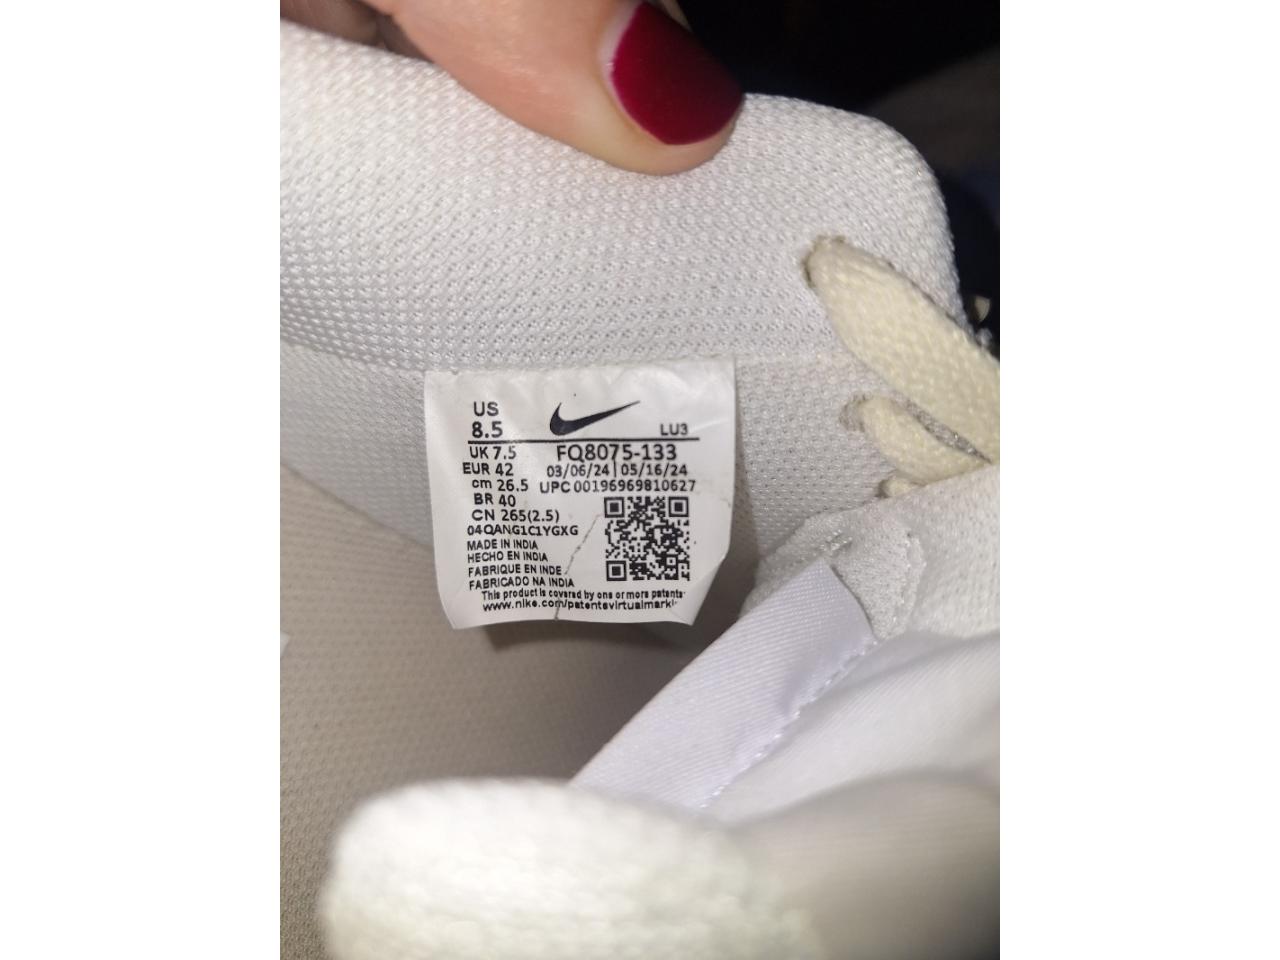 US
8.5
LU3
UK 7.5
FQ8075-133
EUR 42
03/06/24|05/16/24
cm 26.5
UPC 00196969810627
BR 40
CN 265(2.5)
04QANG1C1YGXG
MADE IN INDIA
HECHO EN INDIA
FABRIQUE EN INDE
FABRICADO NA INDIA
This product is covered by one or more patents
www.nike.com/patentsvirtualmarki